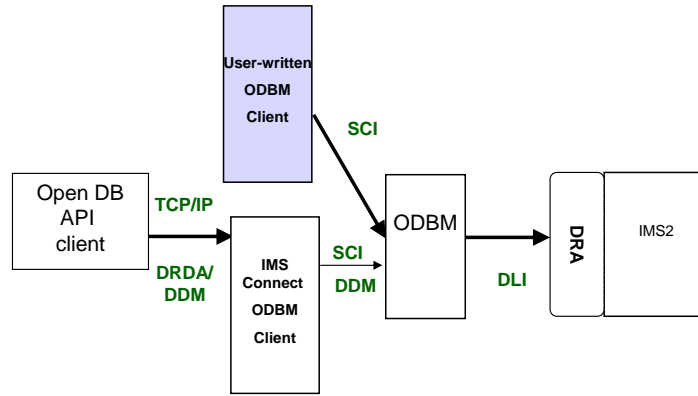 User-written
ODBM
Client
SCI
Open DB
API
client
TCP/IP
DRDA/
DDM
IMS
Connect
ODBM
Client
SCI
DDM
ODBM
DLI
DRA
IMS2